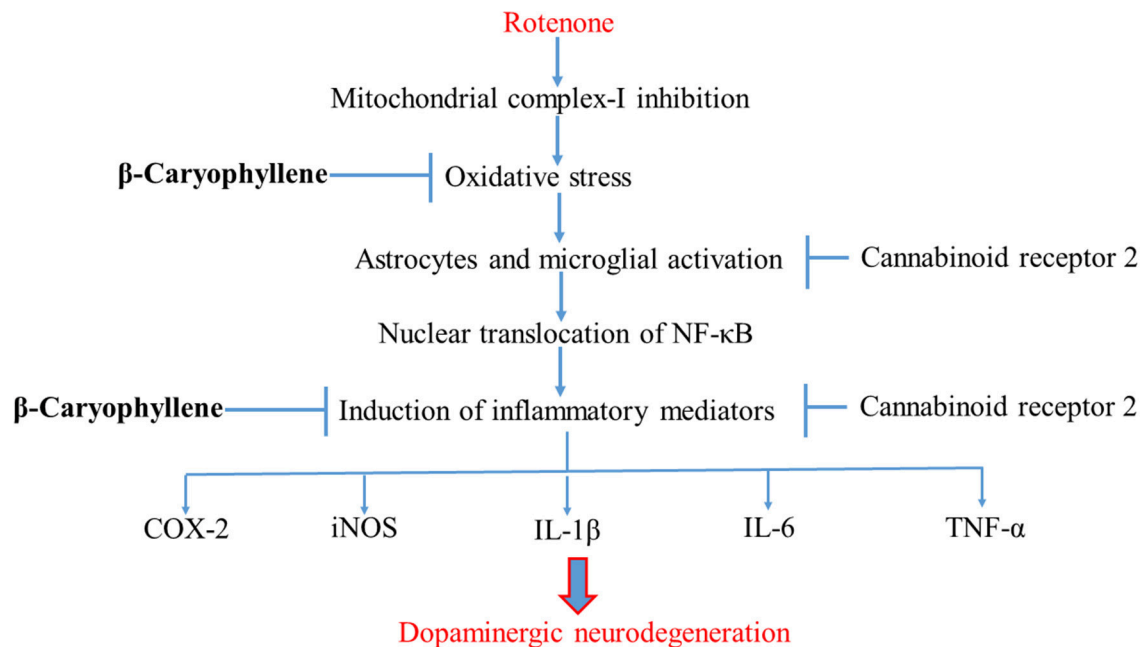 Rotenone
Mitochondrial complex-I inhibition
β-Caryophyllene
Oxidative stress
Astrocytes and microglial activation
Cannabinoid receptor 2
Nuclear translocation of NF-κB
β-Caryophyllene
Induction of inflammatory mediators
Cannabinoid receptor 2
COX-2
iNOS
IL-1β
IL-6
TNF-α
Dopaminergic neurodegeneration